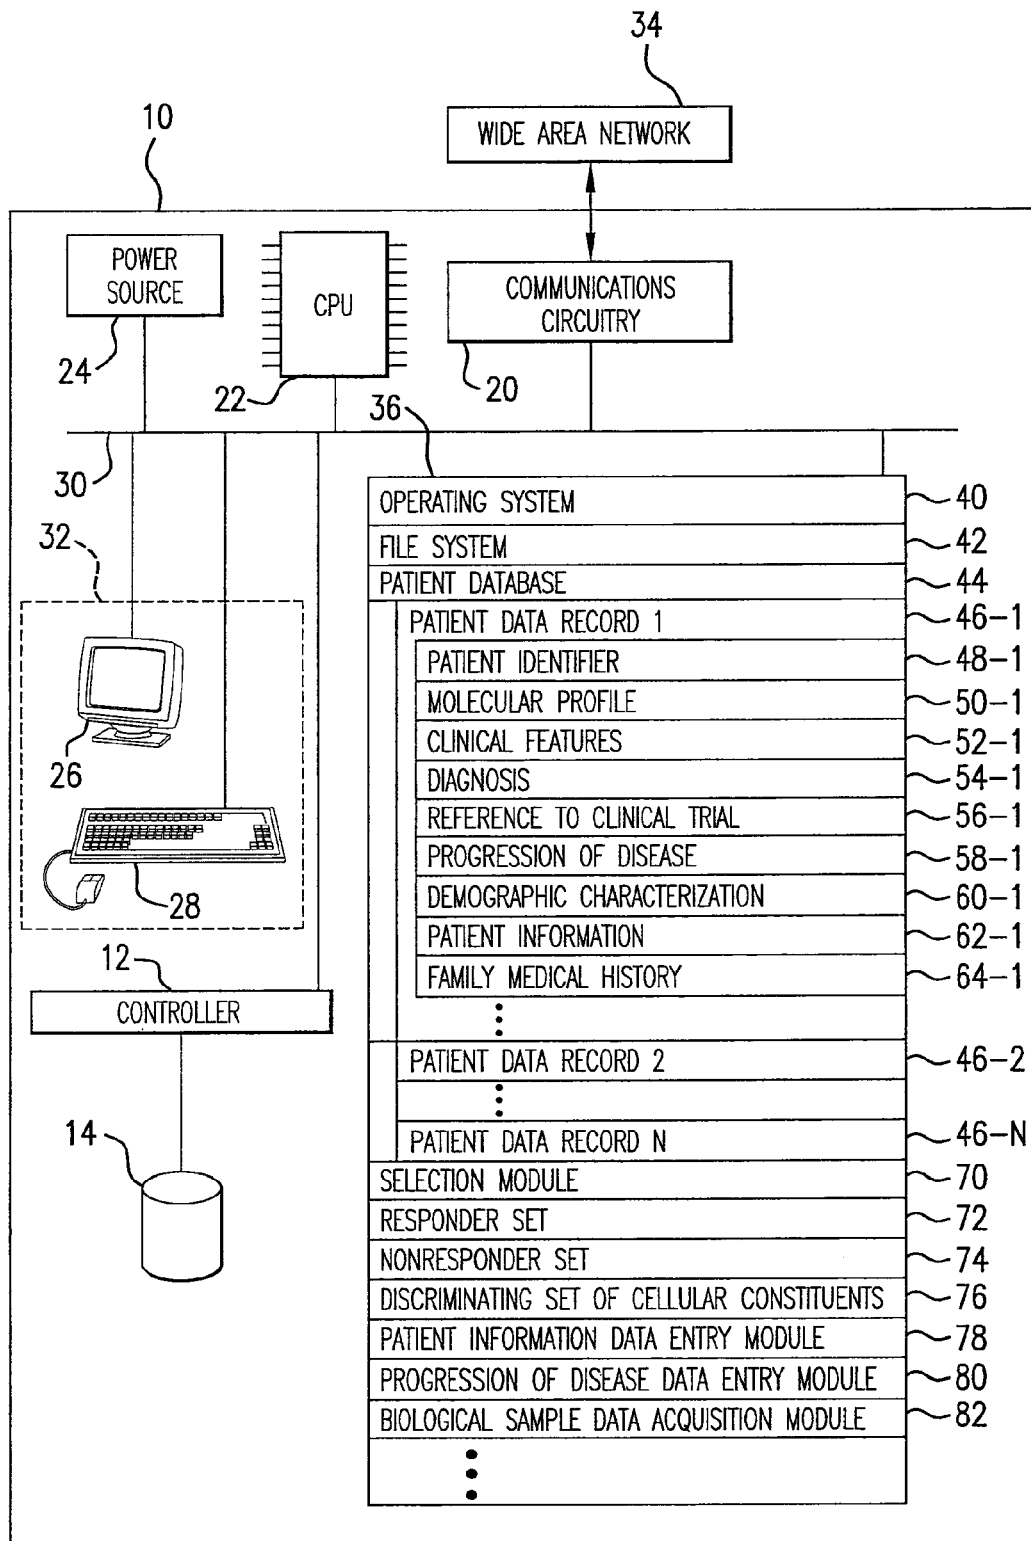 34
WIDE AREA NETWORK
10
POWER
SOURCE
CPU
COMMUNICATIONS
CIRCUITRY
24
22
20
36
30
OPERATING SYSTEM
40
32
FILE SYSTEM
42
PATIENT DATABASE
44
PATIENT DATA RECORD 1
46-1
PATIENT IDENTIFIER
48-1
MOLECULAR PROFILE
50-1
CLINICAL FEATURES
52-1
26
DIAGNOSIS
54-1
REFERENCE TO CLINICAL TRIAL
56-1
PROGRESSION OF DISEASE
58-1
28
DEMOGRAPHIC CHARACTERIZATION
60-1
PATIENT INFORMATION
62-1
12
FAMILY MEDICAL HISTORY
64-1
CONTROLLER
PATIENT DATA RECORD 2
46-2
14
PATIENT DATA RECORD N
46-N
SELECTION MODULE
70
RESPONDER SET
72
NONRESPONDER SET
74
DISCRIMINATING SET OF CELLULAR CONSTITUENTS
76
PATIENT INFORMATION DATA ENTRY MODULE
78
PROGRESSION OF DISEASE DATA ENTRY MODULE
80
BIOLOGICAL SAMPLE DATA ACQUISITION MODULE
82